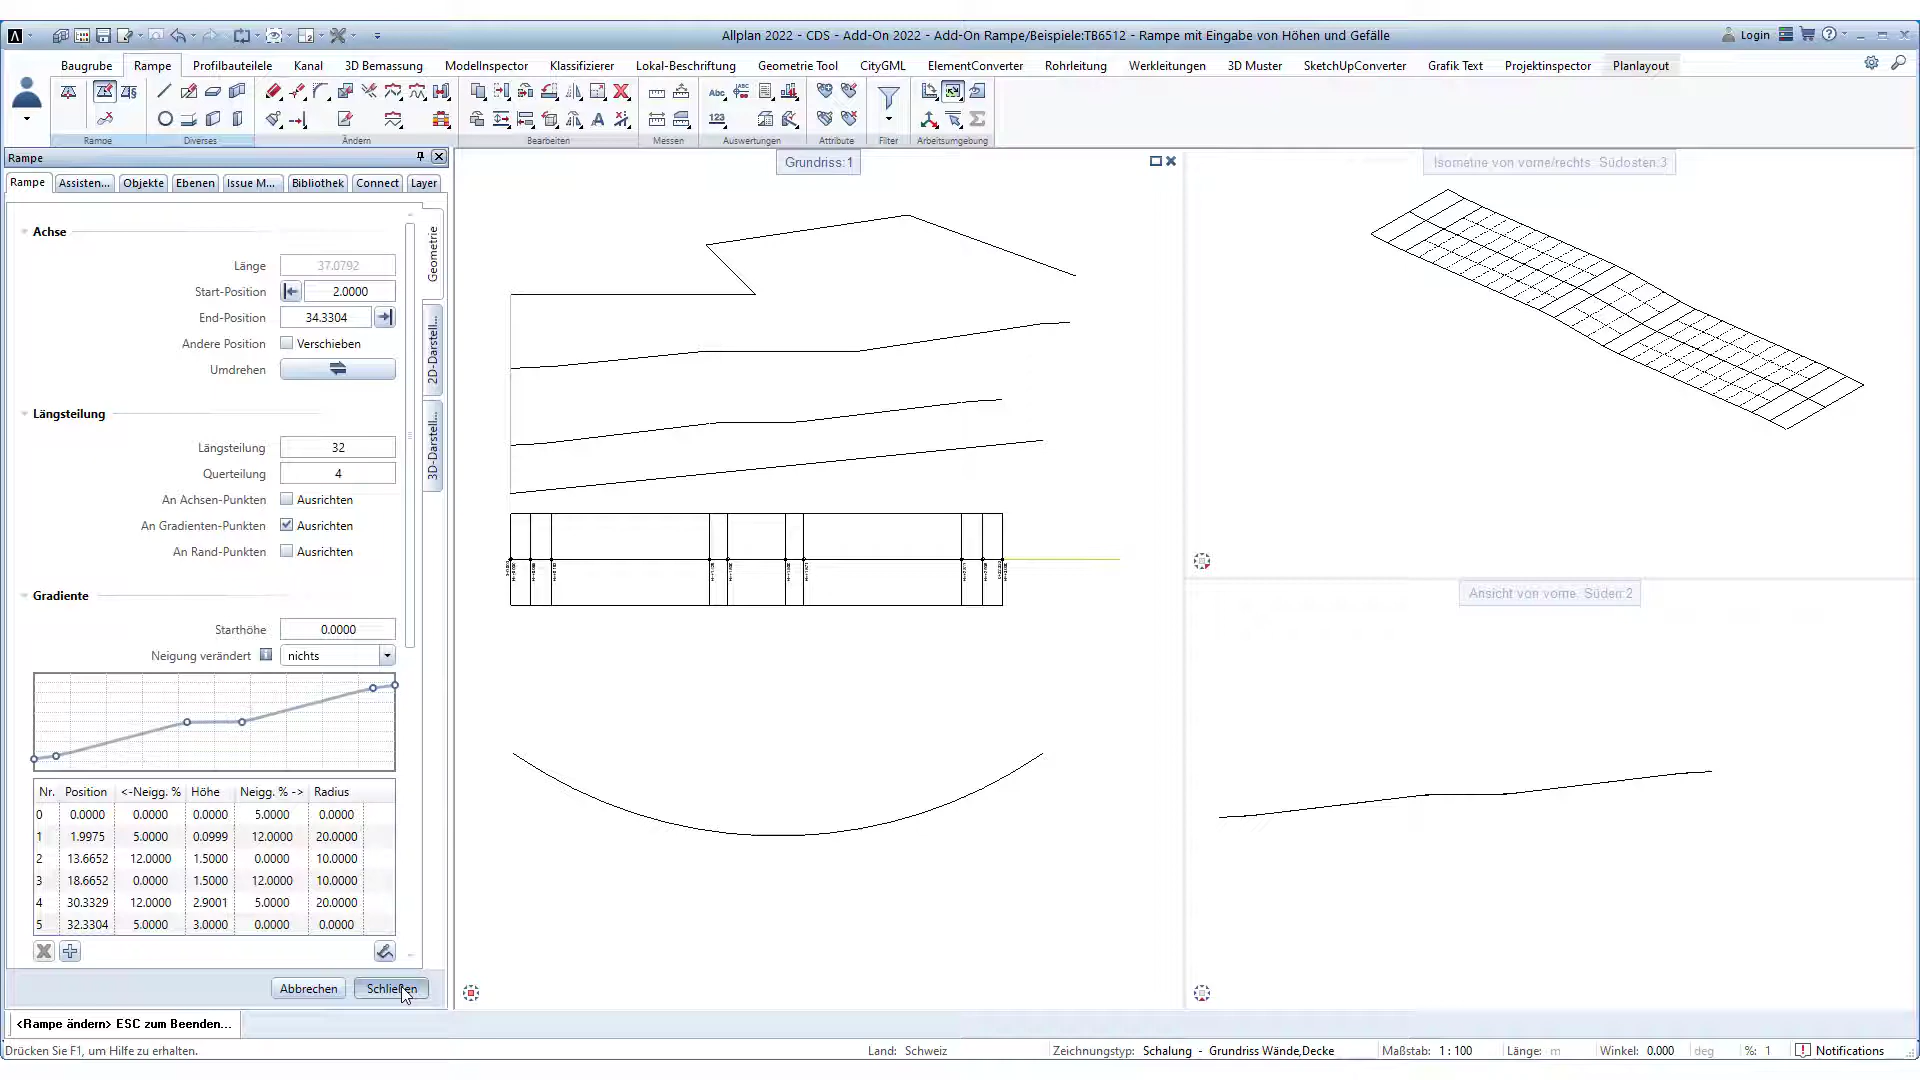 Allplan 2022 - CDS - Add-On 2022 - Add-On Rampe/Beispiele:TB6512 - Rampe mit Eingabe von Höhen und Gefälle
Login
Baugrube Rampe Profilbauteile Kanal 3D Bemassung ModelInspector Klassifizierer Lokal-Beschriftung Geometrie Tool CityGML ElementConverter Rohrleitung Werkleitungen 3D Muster SketchUpConverter Grafik Text Projektinspector Planlayout
Abc
123
Rampe Diverses Ändern Bearbeiten Messen Auswertungen Attribute Filter Arbeitsumgebung
Rampe
Rampe Assisten... Objekte Ebenen Issue M... Bibliothek Connect Layer
Geometrie
2D-Darstell...
3D-Darstell...
Achse
Länge 37.0792
Start-Position 2.0000
End-Position 34.3304
Andere Position Verschieben
Umdrehen
Längsteilung
Längsteilung 32
Querteilung 4
An Achsen-Punkten Ausrichten
An Gradienten-Punkten Ausrichten
An Rand-Punkten Ausrichten
Gradiente
Starthöhe 0.0000
Neigung verändert nichts
Nr. Position <-Neigg. % Höhe Neigg. % -> Radius
0 0.0000 0.0000 0.0000 5.0000 0.0000
1 1.9975 5.0000 0.0999 12.0000 20.0000
2 13.6652 12.0000 1.5000 0.0000 10.0000
3 18.6652 0.0000 1.5000 12.0000 10.0000
4 30.3329 12.0000 2.9001 5.0000 20.0000
5 32.3304 5.0000 3.0000 0.0000 0.0000
Abbrechen Schließen
Grundriss:1
Isometrie von vorne/rechts Südosten:3
Ansicht von vorne Süden:2
<Rampe ändern> ESC zum Beenden...
Drücken Sie F1, um Hilfe zu erhalten.
Land: Schweiz Zeichnungstyp: Schalung - Grundriss Wände,Decke Maßstab: 1 : 100 Länge: m Winkel: 0.000 deg %: 1 Notifications